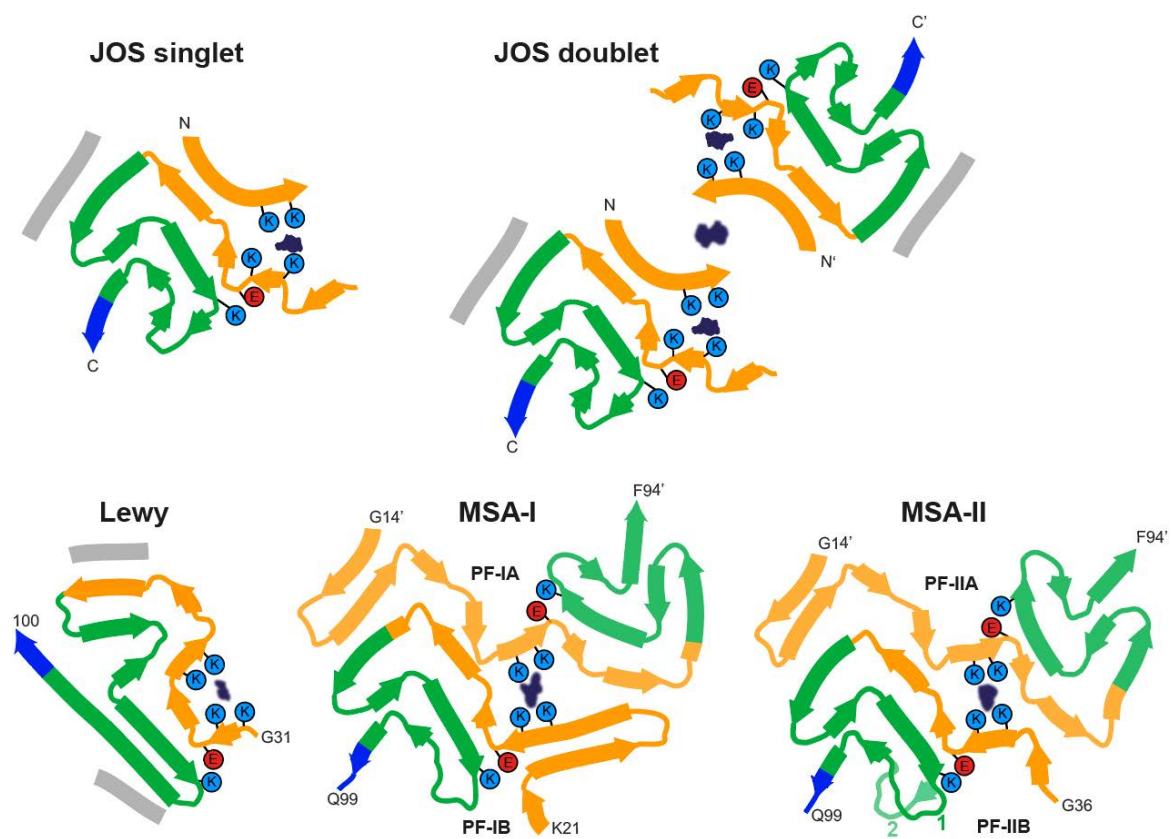 JOS singlet
JOS doublet
C'
K
E
K
K
K
K
N
K
K
K
K
E
K
C
N
N'
K
K
K
K
E
K
C
Lewy
MSA-I
MSA-II
F94'
G14'
PF-IA
K
E
K
K
K
K
E
K
Q99
PF-IB
K21
100
K
K
K
K
G31
E
K
G14'
F94'
PF-IIA
K
E
K
K
K
K
E
K
Q99
2
1
PF-IIB
G36